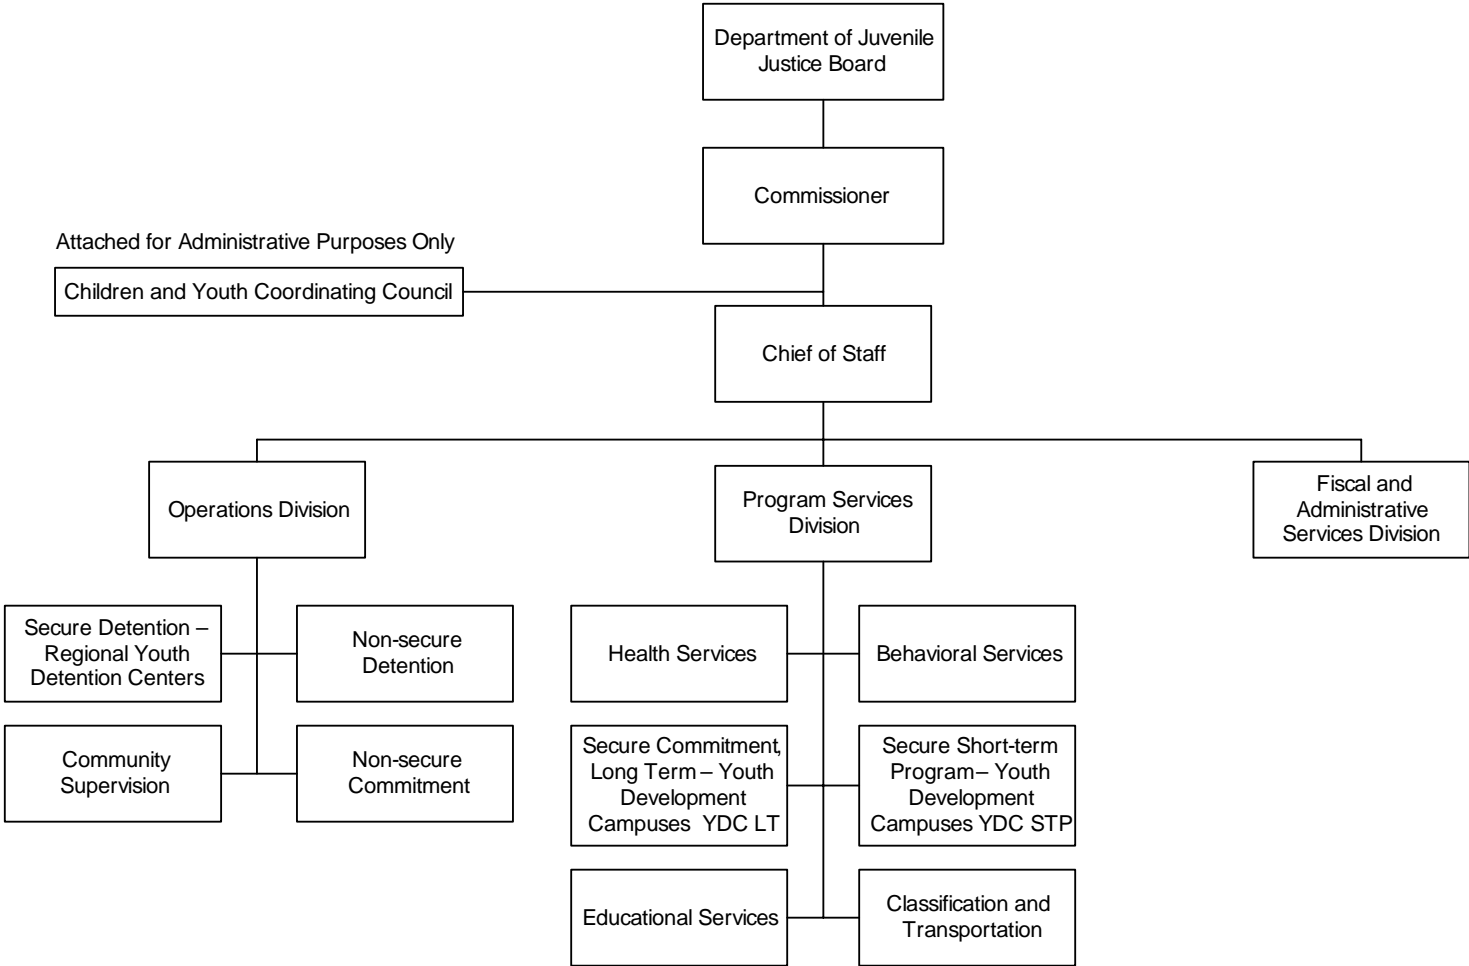 Department of Juvenile
Justice Board
Commissioner
Attached for Administrative Purposes Only
Children and Youth Coordinating Council
Chief of Staff
Operations Division
Program Services
Division
Fiscal and
Administrative
Services Division
Secure Detention –
Regional Youth
Detention Centers
Non-secure
Detention
Health Services
Behavioral Services
Community
Supervision
Non-secure
Commitment
Secure Commitment,
Long Term – Youth
Development
Campuses  YDC LT
Secure Short-term
Program– Youth
Development
Campuses YDC STP
Educational Services
Classification and
Transportation